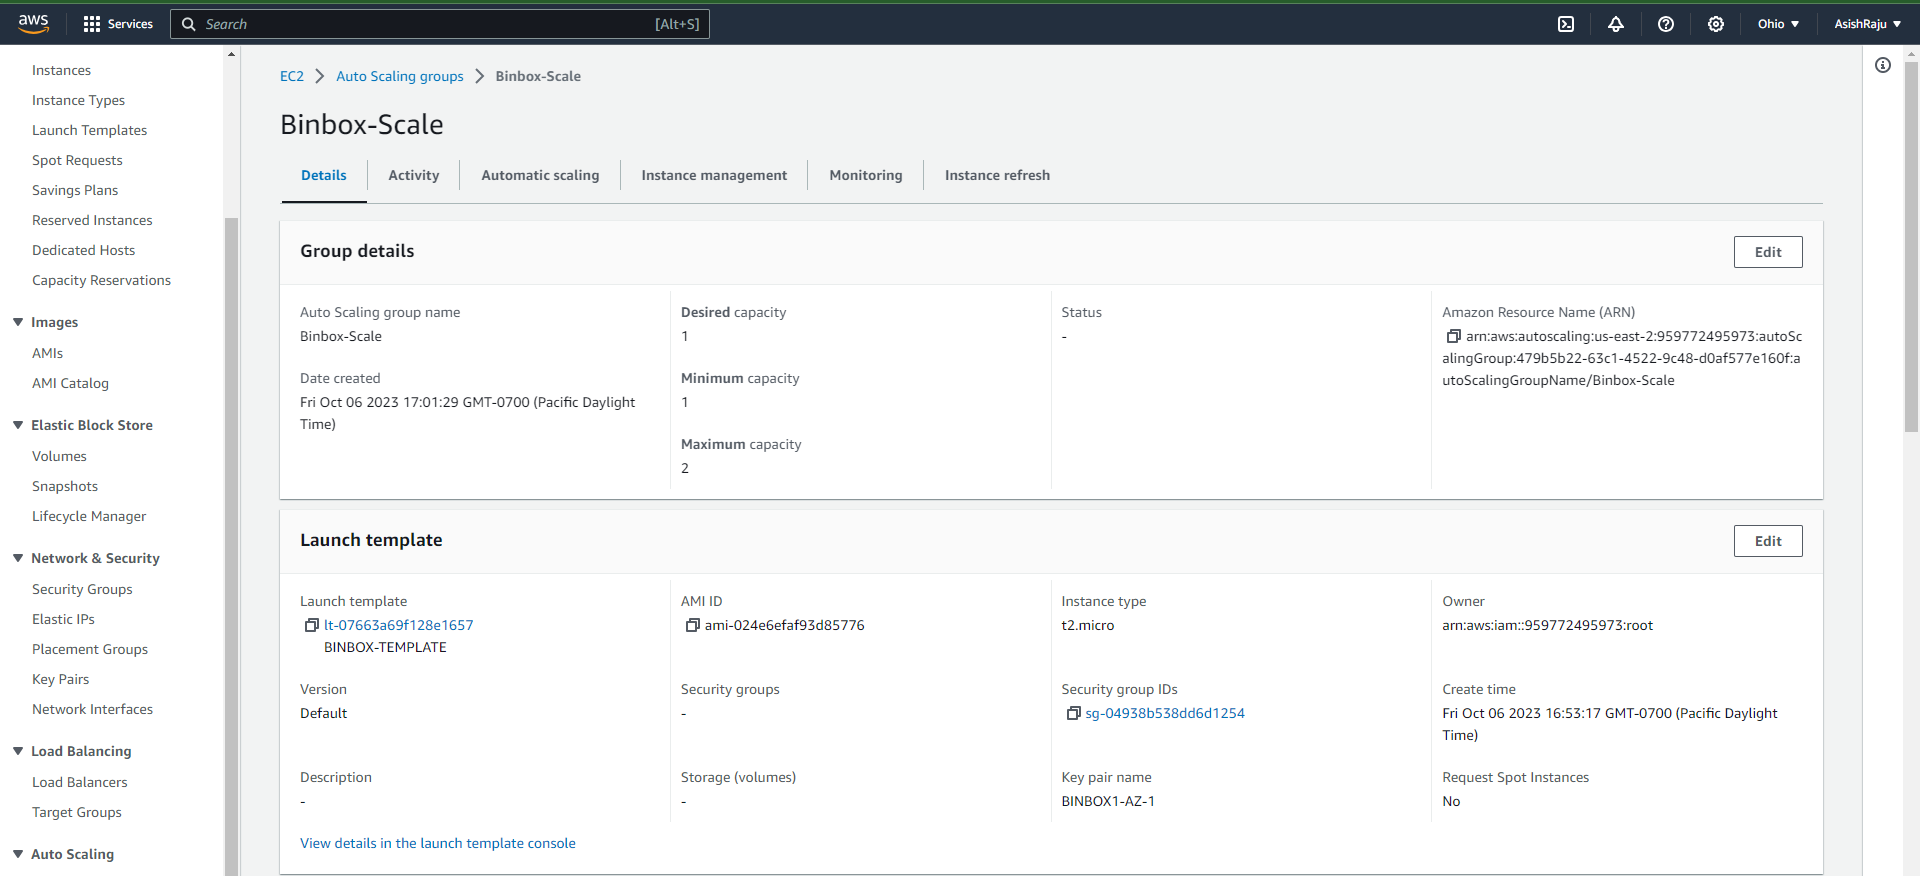 aws
Services
Search
[Alt+S]
Ohio
AsishRaju
Instances
Instance Types
Launch Templates
Spot Requests
Savings Plans
Reserved Instances
Dedicated Hosts
Capacity Reservations
Images
AMIs
AMI Catalog
Elastic Block Store
Volumes
Snapshots
Lifecycle Manager
Network & Security
Security Groups
Elastic IPs
Placement Groups
Key Pairs
Network Interfaces
Load Balancing
Load Balancers
Target Groups
Auto Scaling
EC2 > Auto Scaling groups > Binbox-Scale
Binbox-Scale
Details
Activity
Automatic scaling
Instance management
Monitoring
Instance refresh
Group details
Edit
Auto Scaling group name
Binbox-Scale
Date created
Fri Oct 06 2023 17:01:29 GMT-0700 (Pacific Daylight
Time)
Desired capacity
1
Minimum capacity
1
Maximum capacity
2
Status
-
Amazon Resource Name (ARN)
arn:aws:autoscaling:us-east-2:959772495973:autoSc
alingGroup:479b5b22-63c1-4522-9c48-d0af577e160f:a
utoScalingGroupName/Binbox-Scale
Launch template
Edit
Launch template
lt-07663a69f128e1657
BINBOX-TEMPLATE
AMI ID
ami-024e6efaf93d85776
Instance type
t2.micro
Owner
arn:aws:iam::959772495973:root
Version
Default
Security groups
-
Security group IDs
sg-04938b538dd6d1254
Create time
Fri Oct 06 2023 16:53:17 GMT-0700 (Pacific Daylight
Time)
Description
-
Storage (volumes)
-
Key pair name
BINBOX1-AZ-1
Request Spot Instances
No
View details in the launch template console